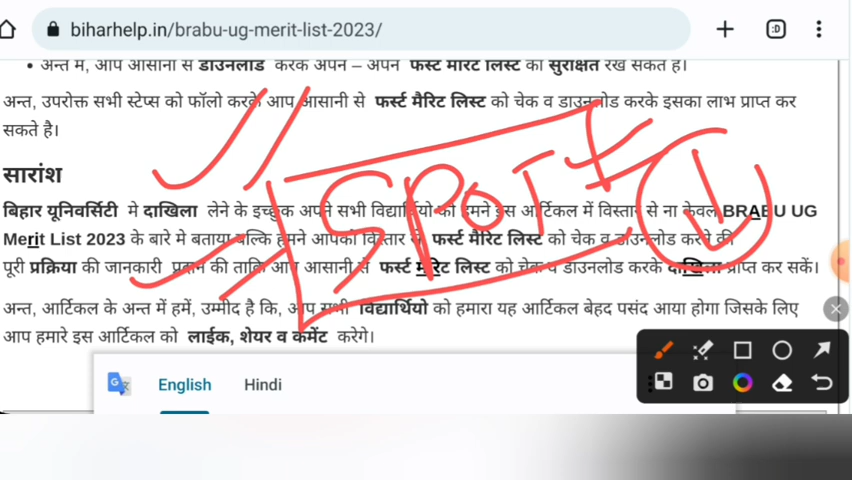 biharhelp.in/brabu-ug-merit-list-2023/
:D
• अन्त मे, आप आसानी से डाउनलोड करके अपने – अपने फर्स्ट मैरिट लिस्ट को सुरक्षित रख सकते है।
अन्त, उपरोक्त सभी स्टेप्स को फॉलो करके आप आसानी से फर्स्ट मैरिट लिस्ट को चेक व डाउनलोड करके इसका लाभ प्राप्त कर
सकते है।
सारांश
बिहार यूनिवर्सिटी मे दाखिला लेने के इच्छुक अपने सभी विद्यार्थियो को हमने इस आर्टिकल में विस्तार से ना केवल BRABU UG
Merit List 2023 के बारे मे बताया बल्कि हमने आपको विस्तार से फर्स्ट मैरिट लिस्ट को चेक व डाउनलोड करने की
पूरी प्रक्रिया की जानकारी प्रदान की ताकि आप आसानी से फर्स्ट मैरिट लिस्ट को चेक व डाउनलोड करके दाखिला प्राप्त कर सकें।
SPOT
अन्त, आर्टिकल के अन्त में हमें, उम्मीद है कि, आप सभी विद्यार्थियो को हमारा यह आर्टिकल बेहद पसंद आया होगा जिसके लिए
आप हमारे इस आर्टिकल को लाईक, शेयर व कमेंट करेगे।
English Hindi